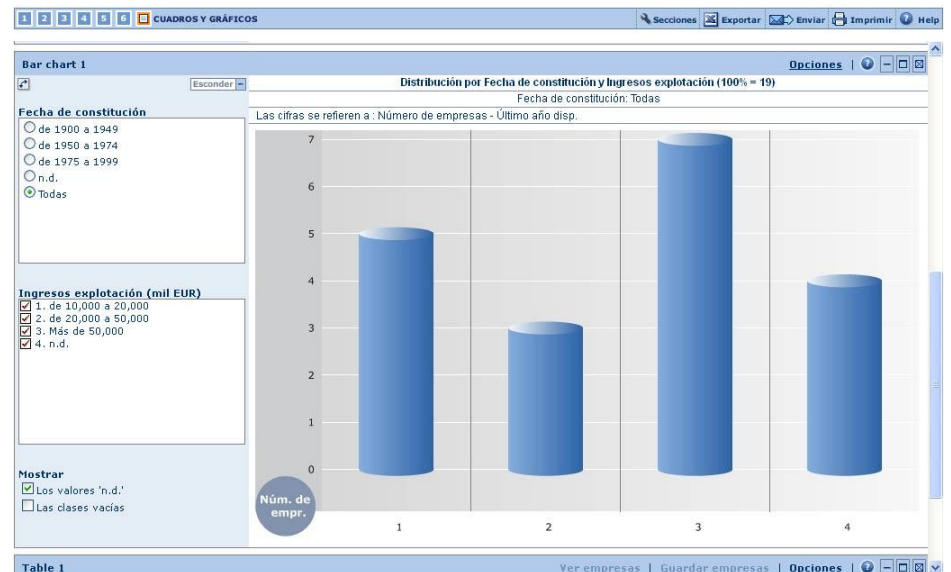 1 2 3 4 5 6 CUADROS Y GRÁFICOS
Secciones Exportar Enviar Imprimir Help
Bar chart 1
Opciones |
Esconder
Distribución por Fecha de constitución y Ingresos explotación (100% = 19)
Fecha de constitución: Todas
Las cifras se refieren a : Número de empresas - Último año disp.
Fecha de constitución
de 1900 a 1949
de 1950 a 1974
de 1975 a 1999
n.d.
Todas
Ingresos explotación (mil EUR)
1. de 10,000 a 20,000
2. de 20,000 a 50,000
3. Más de 50,000
4. n.d.
Mostrar
Los valores 'n.d.'
Las clases vacías
7
6
5
4
3
2
1
0
Núm. de
empr.
1 2 3 4
Table 1
Ver empresas | Guardar empresas | Opciones |